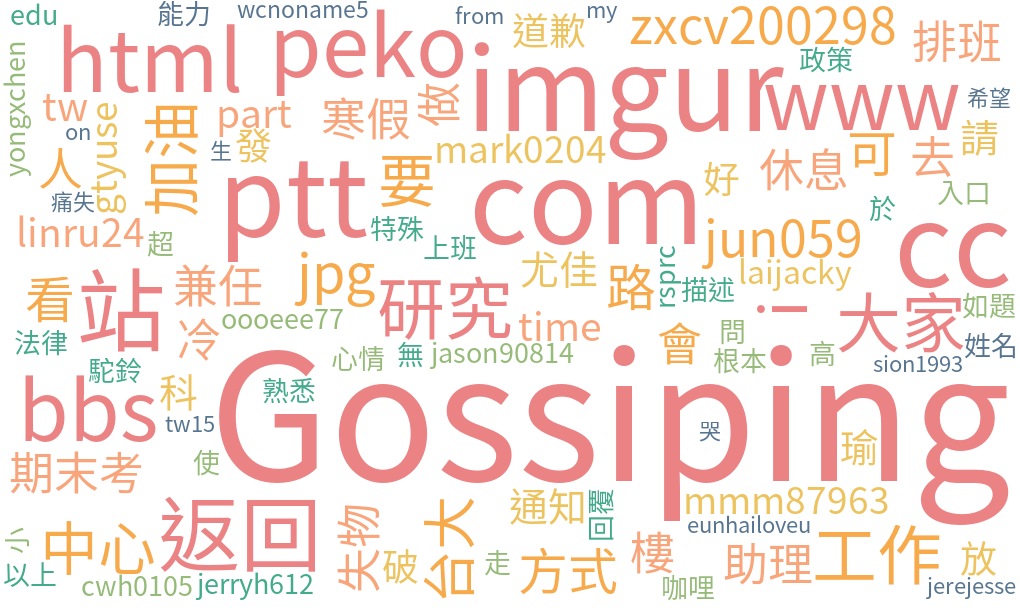 edu
能力
wcnoname5
from
my
html
peko
道歉
zxcv200298
排班
yongxchen
imgur
政策
www
希望
tw
on
gtyuse
加油
part
寒假
做
發
生
mark0204
可
請
人
要
休息
去
痛失
ptt
com
好
入口
於
linru24
超
特殊
上班
jun059
cc
rsprc
看
站
兼任
jpg
研究
尤佳
路
描述
laijacky
一
大家
如題
法律
冷
oooeee77
time
會
問
姓名
心情
無
jason90814
根本
高
sion1993
駝鈴
熟悉
bbs
科
tw15
Gossiping
哭
瑜
期末考
使
返回
中心
失物
台大
通知
回覆
mmm87963
eunhailoveu
小
以上
cwh0105
jerryh612
破
走
方式
樓
咖哩
助理
工作
放
jerejesse